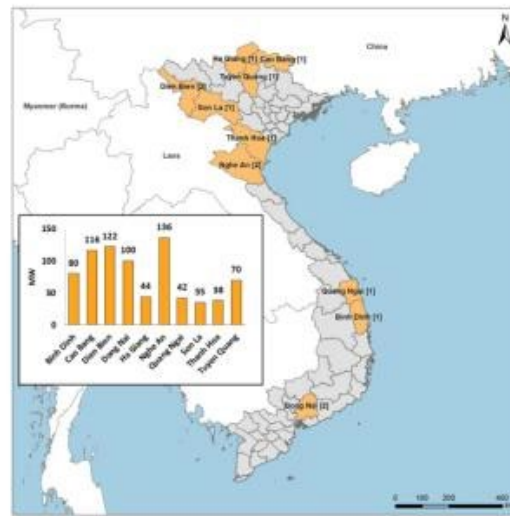 N
China
Ha Giang [1]
Cao Bang [1]
Tuyen Quang [1]
Dien Bien [2]
Son La [1]
Myanmar (Burma)
Laos
Thanh Hoa [1]
Nghe An [2]
Quang Ngai [1]
Binh Dinh [1]
Dong Nai [2]
MW
150
100
50
0
80
116
122
100
44
136
42
35
38
70
Binh Dinh
Cao Bang
Dien Bien
Dong Nai
Ha Giang
Nghe An
Quang Ngai
Son La
Thanh Hoa
Tuyen Quang
0 100 200 400